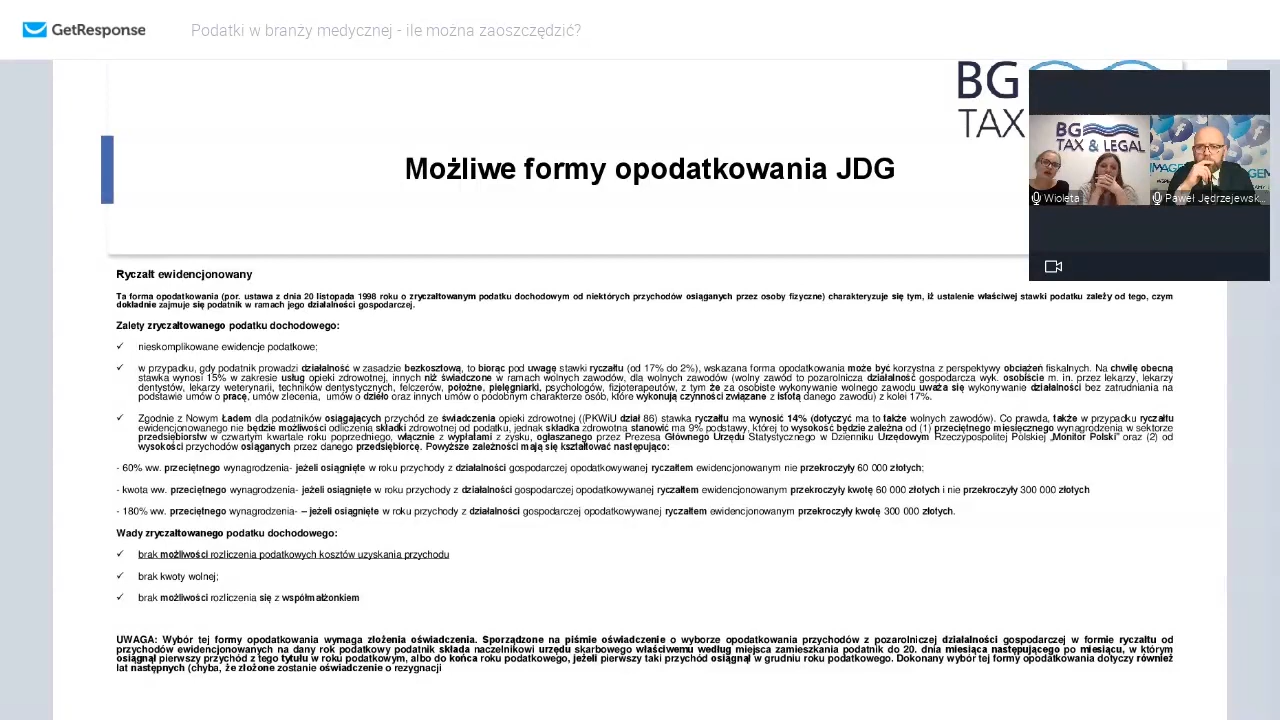 GetResponse
Podatki w branży medycznej - ile można zaoszczędzić?
BG
TAX
BG
TAX & LEGAL
Wioleta
Paweł Jędrzejewsk...
Możliwe formy opodatkowania JDG
Ryczałt ewidencjonowany
Ta forma opodatkowania (por. ustawa z dnia 20 listopada 1998 roku o zryczałtowanym podatku dochodowym od niektórych przychodów osiąganych przez osoby fizyczne) charakteryzuje się tym, iż ustalenie właściwej stawki podatku zależy od tego, czym
dokładnie zajmuje się podatnik w ramach jego działalności gospodarczej.
Zalety zryczałtowanego podatku dochodowego:
✓ nieskomplikowane ewidencje podatkowe;
✓ w przypadku, gdy podatnik prowadzi działalność w zasadzie bezkosztową, to biorąc pod uwagę stawki ryczałtu (od 17% do 2%), wskazana forma opodatkowania może być korzystna z perspektywy obciążeń fiskalnych. Na chwilę obecną
stawka wynosi 15% w zakresie usług opieki zdrowotnej, innych niż świadczone w ramach wolnych zawodów, dla wolnych zawodów (wolny zawód to pozarolnicza działalność gospodarcza wyk. osobiście m. in. przez lekarzy, lekarzy
dentystów, lekarzy weterynarii, techników dentystycznych, felczerów, położne, pielęgniarki, psychologów, fizjoterapeutów, z tym że za osobiste wykonywanie wolnego zawodu uważa się wykonywanie działalności bez zatrudniania na
podstawie umów o pracę, umów zlecenia, umów o dzieło oraz innych umów o podobnym charakterze osób, które wykonują czynności związane z istotą danego zawodu) z kolei 17%.
✓ Zgodnie z Nowym Ładem dla podatników osiągających przychód ze świadczenia opieki zdrowotnej ((PKWiU dział 86) stawka ryczałtu ma wynosić 14% (dotyczyć ma to także wolnych zawodów). Co prawda, także w przypadku ryczałtu
ewidencjonowanego nie będzie możliwości odliczenia składki zdrowotnej od podatku, jednak składka zdrowotna stanowić ma 9% podstawy, której to wysokość będzie zależna od (1) przeciętnego miesięcznego wynagrodzenia w sektorze
przedsiębiorstw w czwartym kwartale roku poprzedniego, włącznie z wypłatami z zysku, ogłaszanego przez Prezesa Głównego Urzędu Statystycznego w Dzienniku Urzędowym Rzeczypospolitej Polskiej „Monitor Polski” oraz (2) od
wysokości przychodów osiąganych przez danego przedsiębiorcę. Powyższe zależności mają się kształtować następująco:
- 60% ww. przeciętnego wynagrodzenia- jeżeli osiągnięte w roku przychody z działalności gospodarczej opodatkowywanej ryczałtem ewidencjonowanym nie przekroczyły 60 000 złotych;
- kwota ww. przeciętnego wynagrodzenia- jeżeli osiągnięte w roku przychody z działalności gospodarczej opodatkowywanej ryczałtem ewidencjonowanym przekroczyły kwotę 60 000 złotych i nie przekroczyły 300 000 złotych
- 180% ww. przeciętnego wynagrodzenia- – jeżeli osiągnięte w roku przychody z działalności gospodarczej opodatkowywanej ryczałtem ewidencjonowanym przekroczyły kwotę 300 000 złotych.
Wady zryczałtowanego podatku dochodowego:
✓ brak możliwości rozliczenia podatkowych kosztów uzyskania przychodu
✓ brak kwoty wolnej;
✓ brak możliwości rozliczenia się z współmałżonkiem
UWAGA: Wybór tej formy opodatkowania wymaga złożenia oświadczenia. Sporządzone na piśmie oświadczenie o wyborze opodatkowania przychodów z pozarolniczej działalności gospodarczej w formie ryczałtu od
przychodów ewidencjonowanych na dany rok podatkowy podatnik składa naczelnikowi urzędu skarbowego właściwemu według miejsca zamieszkania podatnik do 20. dnia miesiąca następującego po miesiącu, w którym
osiągnął pierwszy przychód z tego tytułu w roku podatkowym, albo do końca roku podatkowego, jeżeli pierwszy taki przychód osiągnął w grudniu roku podatkowego. Dokonany wybór tej formy opodatkowania dotyczy również
lat następnych (chyba, że złożone zostanie oświadczenie o rezygnacji